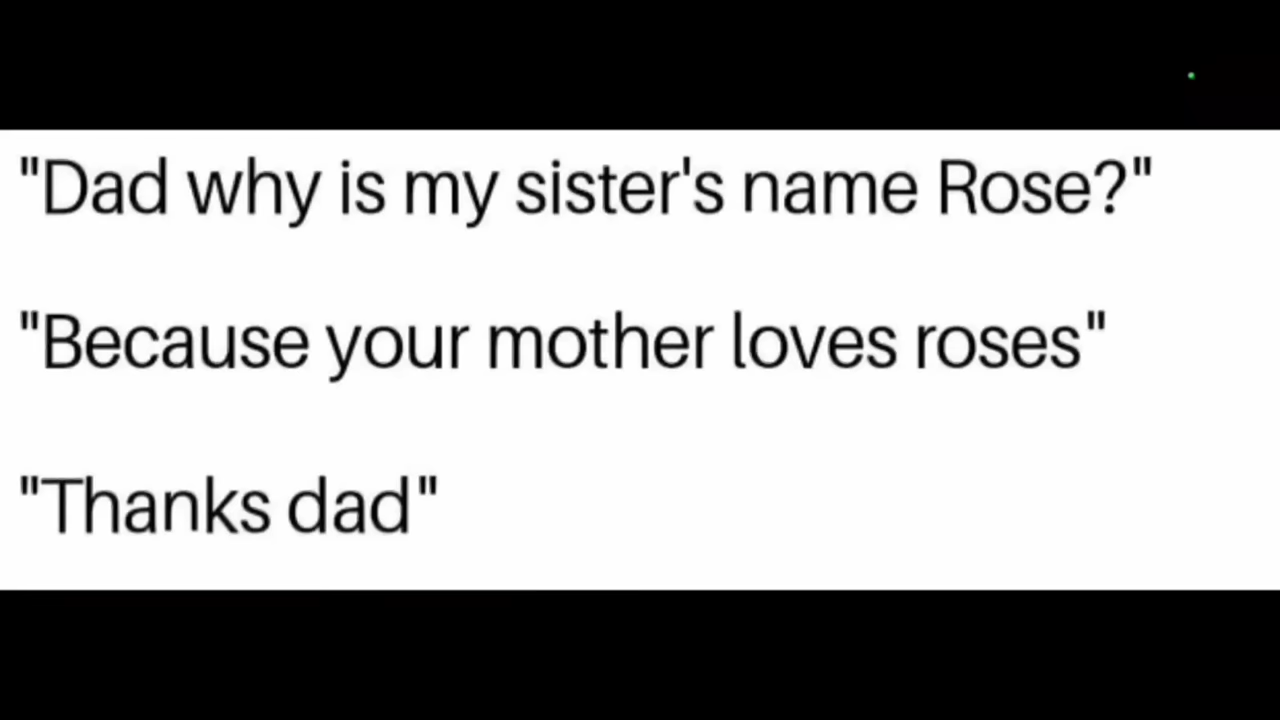 "Dad why is my sister's name Rose?"
"Because your mother loves roses"
"Thanks dad"